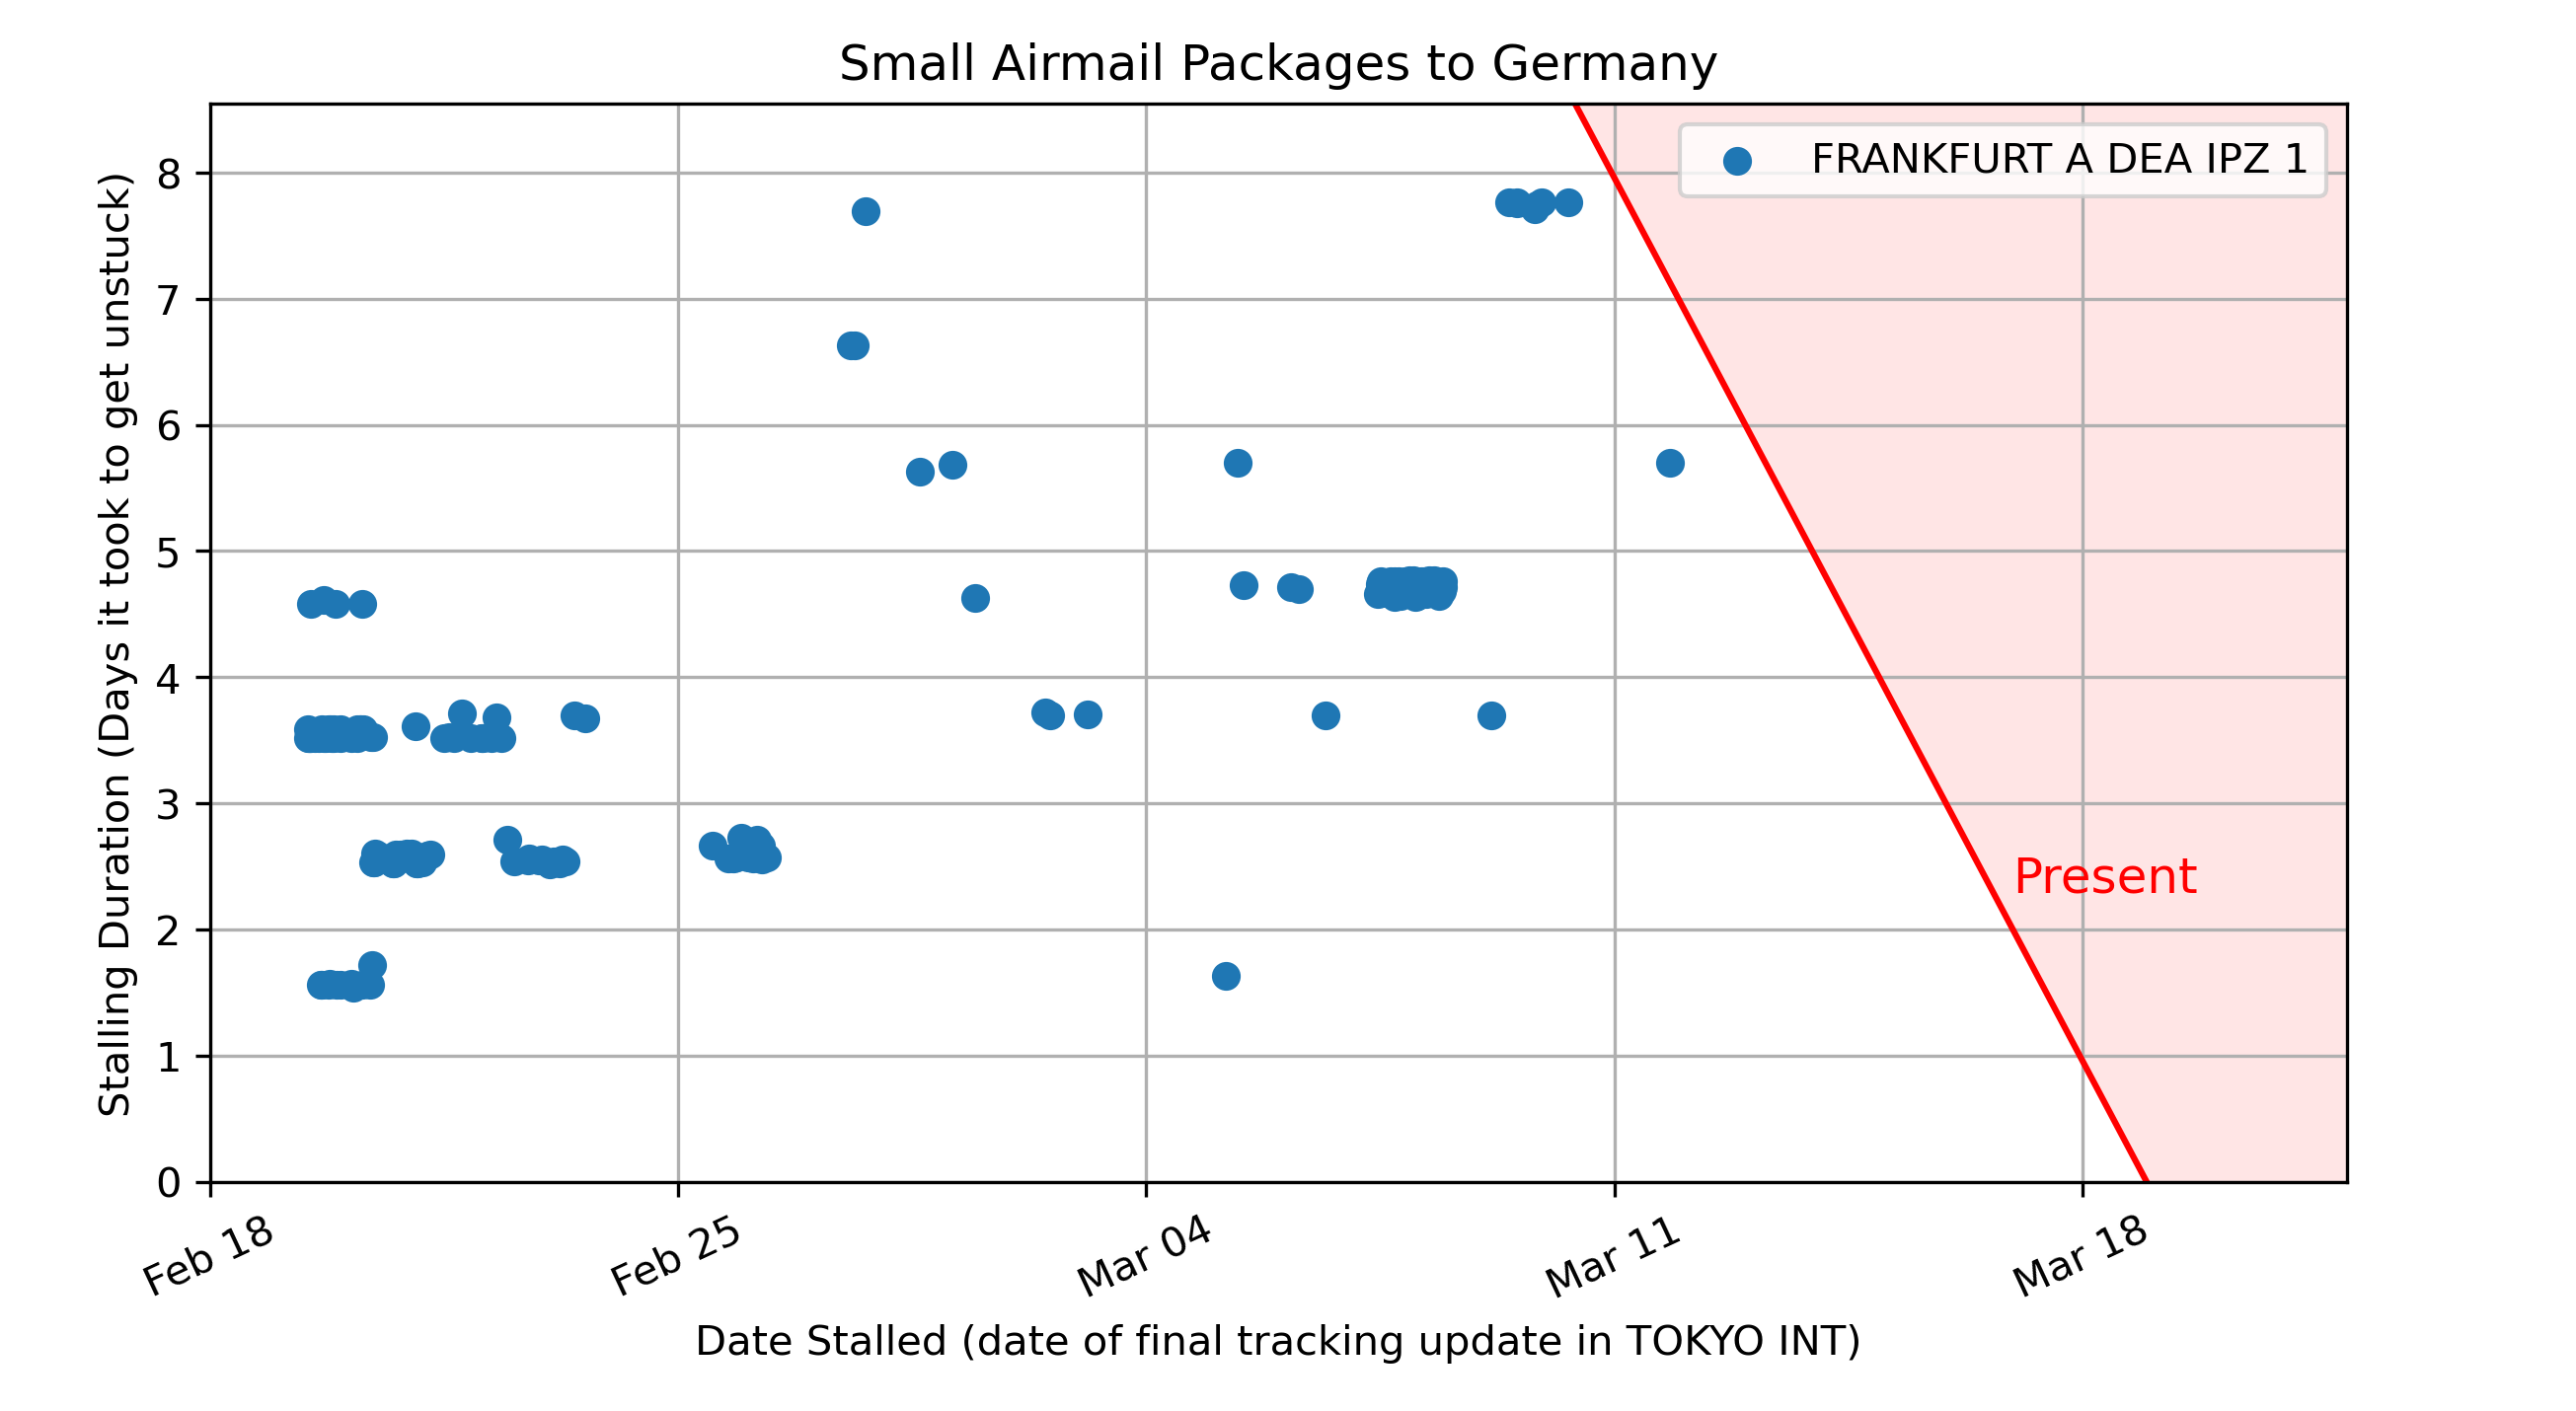 Small Airmail Packages to Germany
FRANKFURT A DEA IPZ 1
Stalling Duration (Days it took to get unstuck)
8
7
6
5
4
3
2
1
0
Present
Feb 18
Feb 25
Mar 04
Mar 11
Mar 18
Date Stalled (date of final tracking update in TOKYO INT)